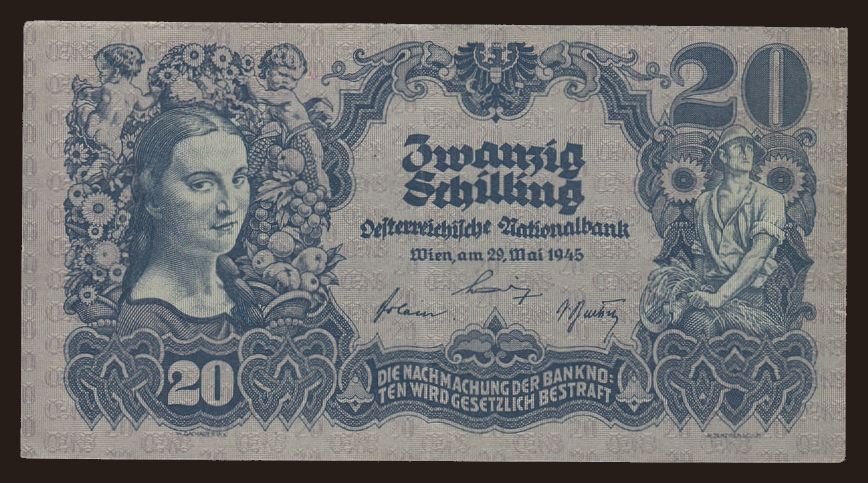 20
Zwanzig
Schilling
Oesterreichische Nationalbank
Wien, am 29. Mai 1945
20
DIE NACHMACHUNG DER BANKNO=
TEN WIRD GESETZLICH BESTRAFT